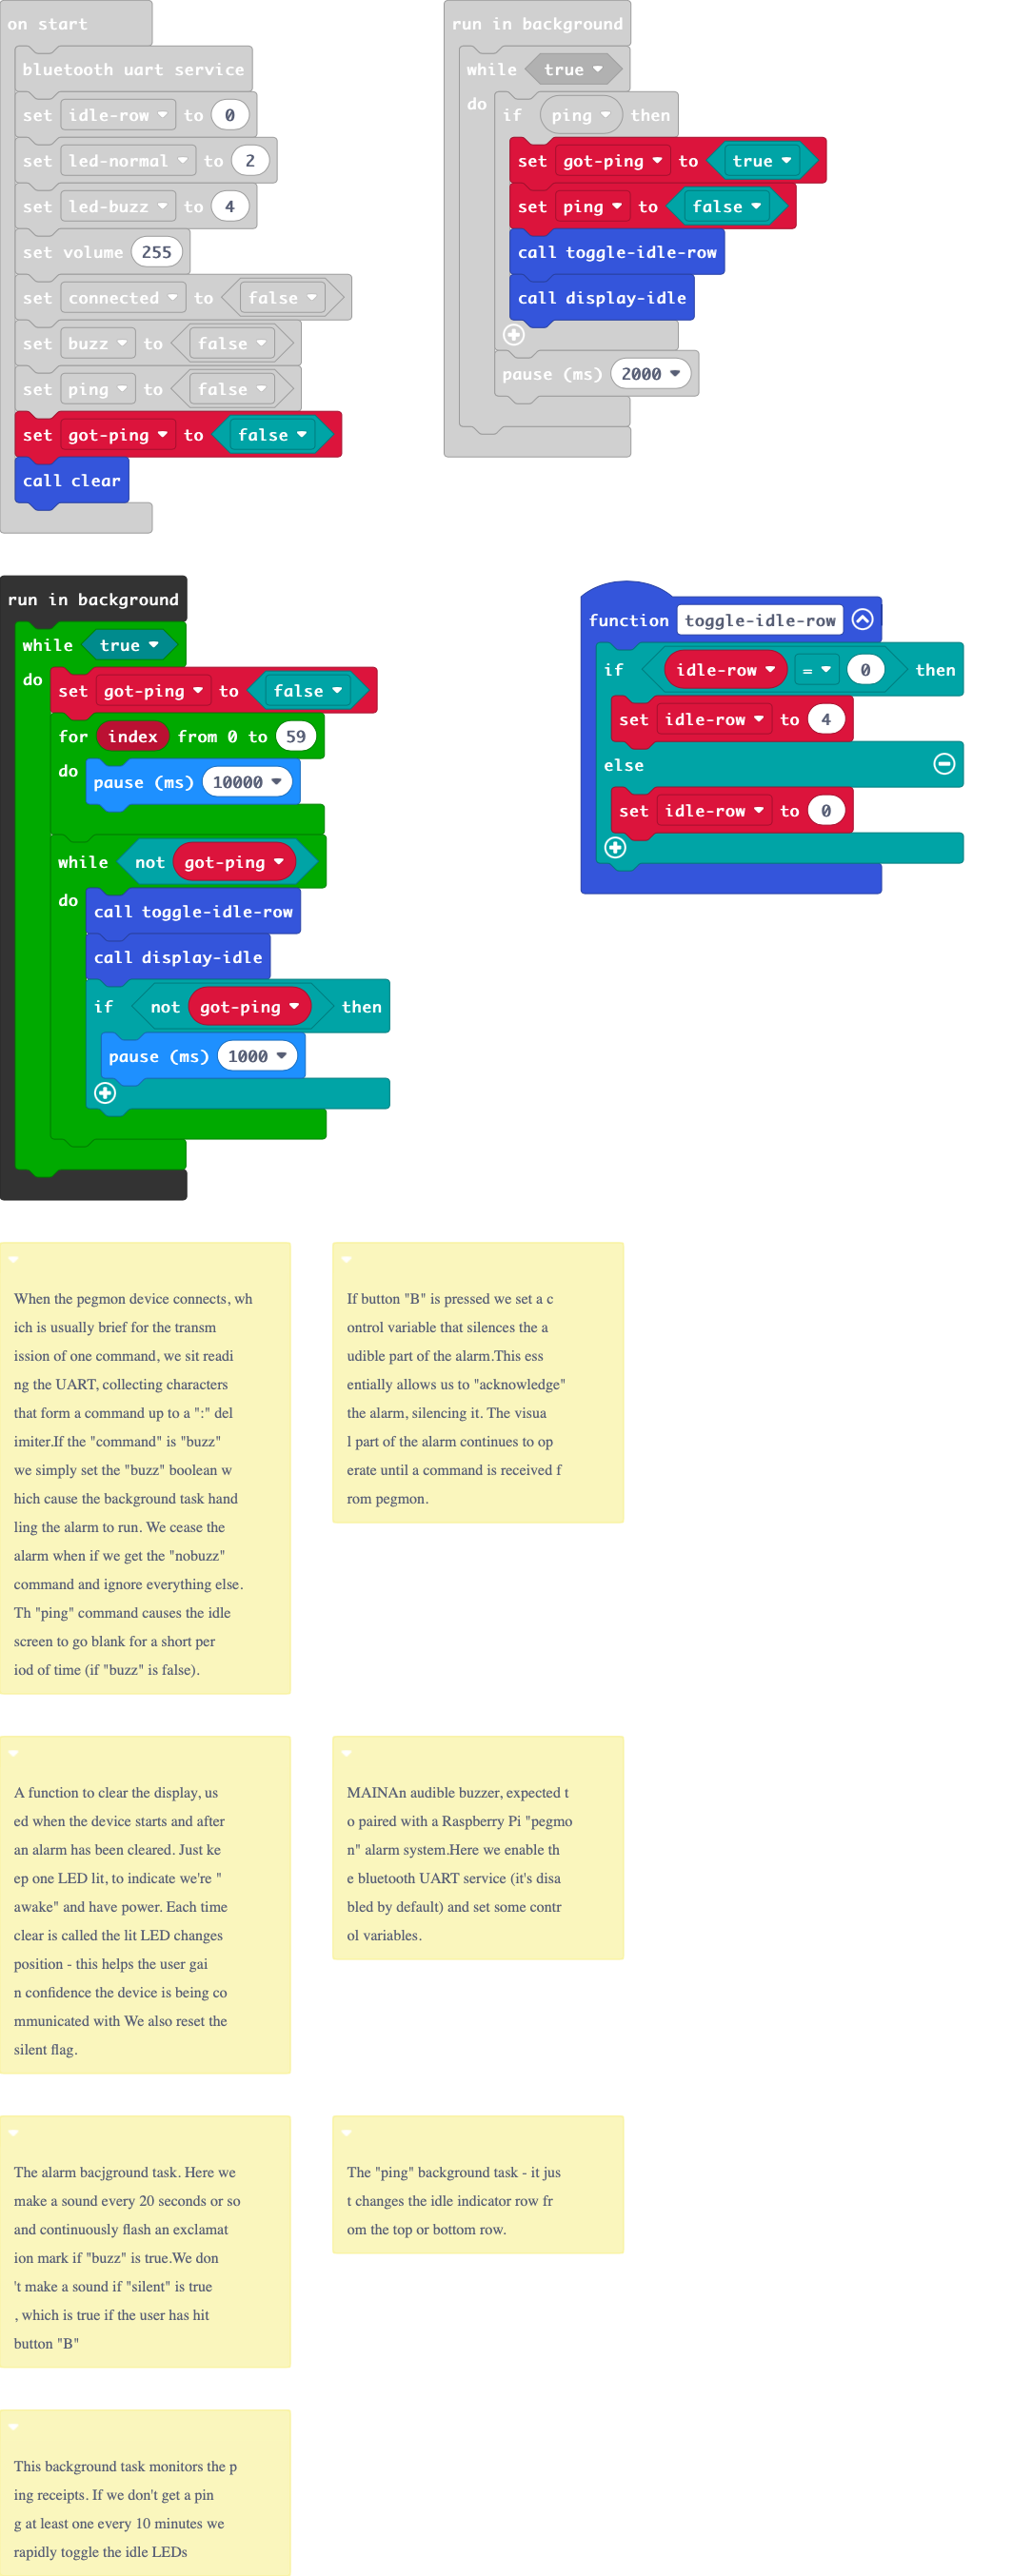 on start
bluetooth uart service
set idle-row to 0
set led-normal to 2
set led-buzz to 4
set volume 255
set connected to false
set buzz to false
set ping to false
set got-ping to false
call clear
run in background
while true
do if ping then
set got-ping to true
set ping to false
call toggle-idle-row
call display-idle
pause (ms) 2000
run in background
while true
do set got-ping to false
for index from 0 to 59
do pause (ms) 10000
while not got-ping
do call toggle-idle-row
call display-idle
if not got-ping then
pause (ms) 1000
function toggle-idle-row
if idle-row = 0 then
set idle-row to 4
else
set idle-row to 0
When the pegmon device connects, wh
ich is usually brief for the transm
ission of one command, we sit readi
ng the UART, collecting characters
that form a command up to a ":" del
imiter.If the "command" is "buzz"
we simply set the "buzz" boolean w
hich cause the background task hand
ling the alarm to run. We cease the
alarm when if we get the "nobuzz"
command and ignore everything else.
Th "ping" command causes the idle
screen to go blank for a short per
iod of time (if "buzz" is false).
If button "B" is pressed we set a c
ontrol variable that silences the a
udible part of the alarm.This ess
entially allows us to "acknowledge"
the alarm, silencing it. The visua
l part of the alarm continues to op
erate until a command is received f
rom pegmon.
A function to clear the display, us
ed when the device starts and after
an alarm has been cleared. Just ke
ep one LED lit, to indicate we're "
awake" and have power. Each time
clear is called the lit LED changes
position - this helps the user gai
n confidence the device is being co
mmunicated with We also reset the
silent flag.
MAINAn audible buzzer, expected t
o paired with a Raspberry Pi "pegmo
n" alarm system.Here we enable th
e bluetooth UART service (it's disa
bled by default) and set some contr
ol variables.
The alarm bacjground task. Here we
make a sound every 20 seconds or so
and continuously flash an exclamat
ion mark if "buzz" is true.We don
't make a sound if "silent" is true
, which is true if the user has hit
button "B"
The "ping" background task - it jus
t changes the idle indicator row fr
om the top or bottom row.
This background task monitors the p
ing receipts. If we don't get a pin
g at least one every 10 minutes we
rapidly toggle the idle LEDs